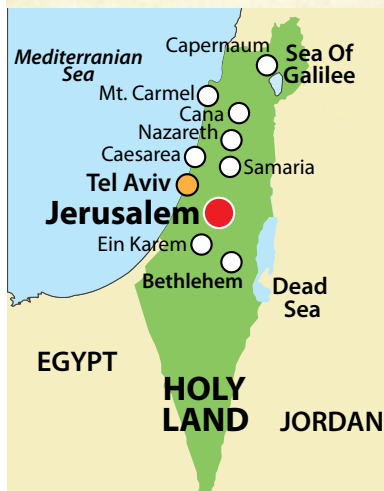 Capernaum
Mediterranian
Sea
Sea Of
Galilee
Mt. Carmel
Cana
Nazareth
Caesarea
Samaria
Tel Aviv
Jerusalem
Ein Karem
Bethlehem
Dead
Sea
EGYPT
HOLY
LAND
JORDAN